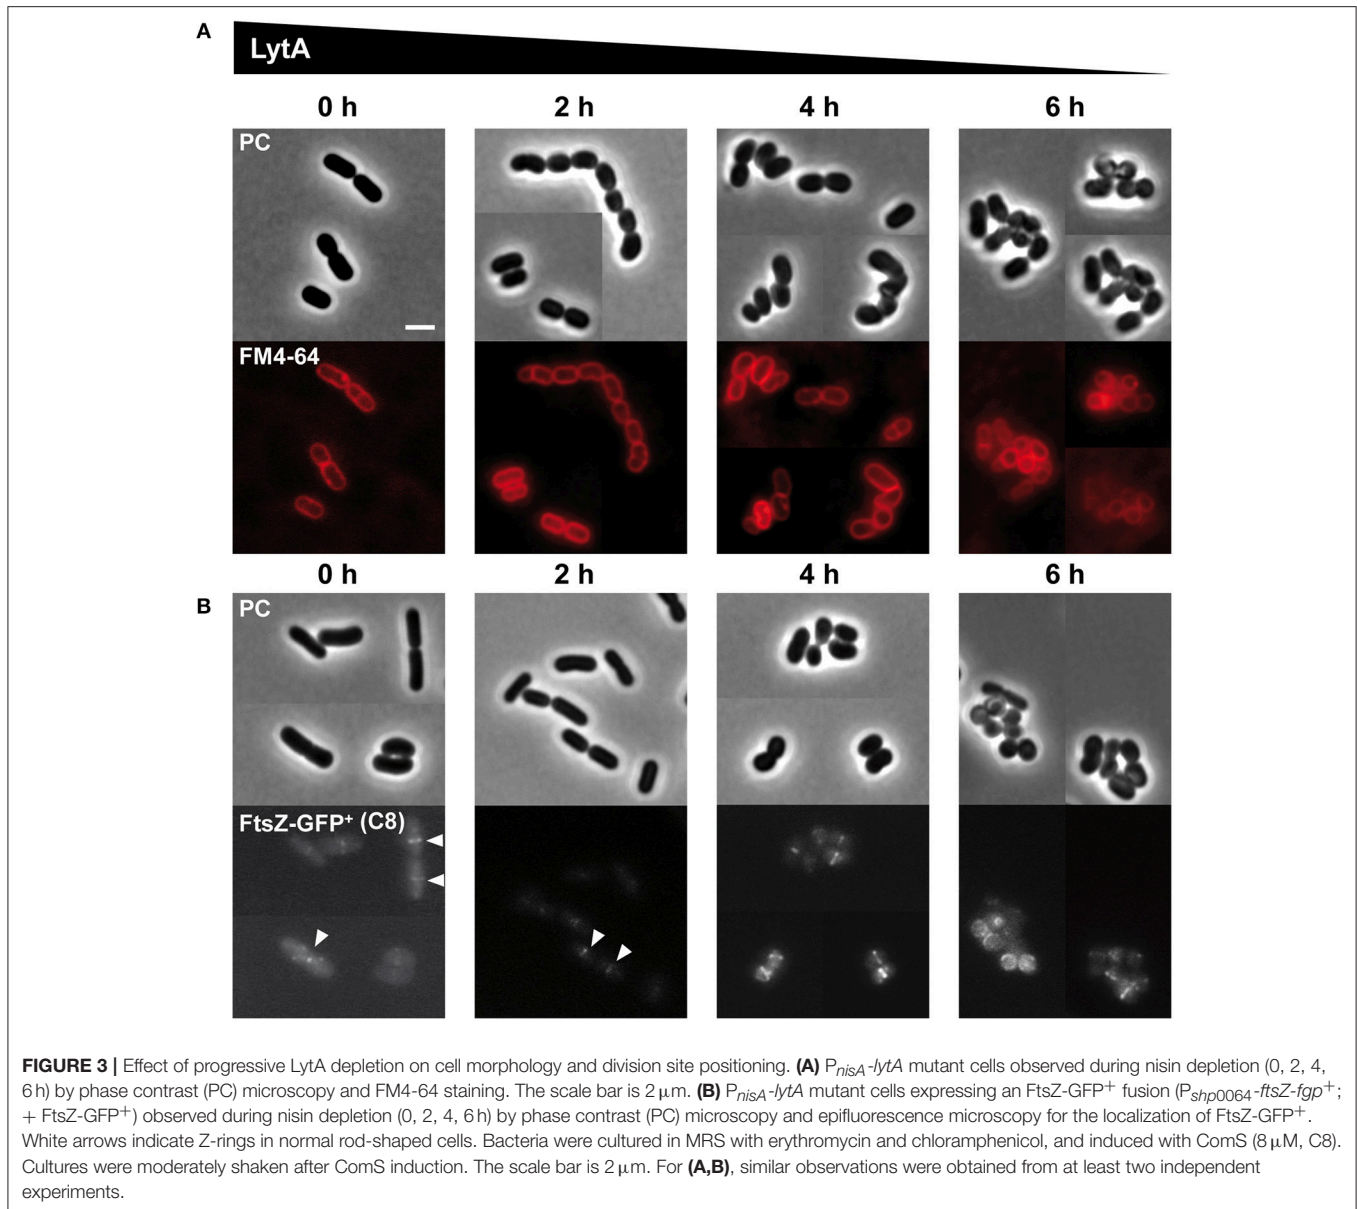 A
LytA
0 h 2 h 4 h 6 h
PC
FM4-64
0 h 2 h 4 h 6 h
B
PC
FtsZ-GFP⁺ (C8)
FIGURE 3 | Effect of progressive LytA depletion on cell morphology and division site positioning. (A) PnisA-lytA mutant cells observed during nisin depletion (0, 2, 4,
6 h) by phase contrast (PC) microscopy and FM4-64 staining. The scale bar is 2 μm. (B) PnisA-lytA mutant cells expressing an FtsZ-GFP⁺ fusion (Pshp0064-ftsZ-fgp⁺;
+ FtsZ-GFP⁺) observed during nisin depletion (0, 2, 4, 6 h) by phase contrast (PC) microscopy and epifluorescence microscopy for the localization of FtsZ-GFP⁺.
White arrows indicate Z-rings in normal rod-shaped cells. Bacteria were cultured in MRS with erythromycin and chloramphenicol, and induced with ComS (8 μM, C8).
Cultures were moderately shaken after ComS induction. The scale bar is 2 μm. For (A,B), similar observations were obtained from at least two independent
experiments.